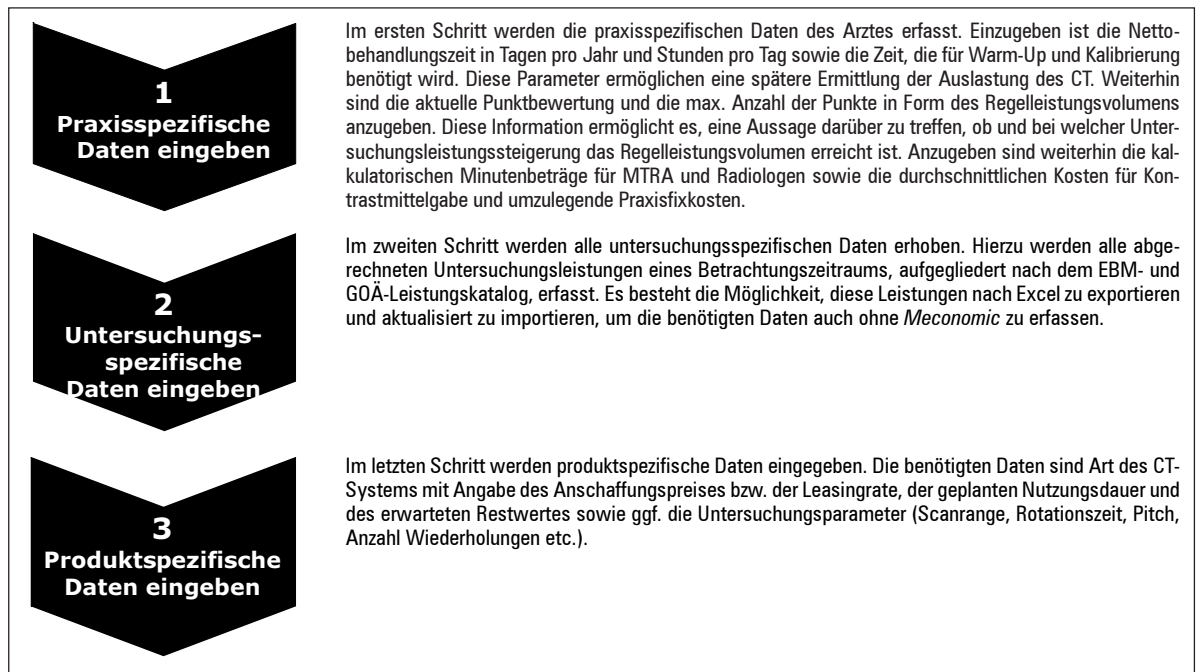 1
Praxisspezifische
Daten eingeben
Im ersten Schritt werden die praxisspezifischen Daten des Arztes erfasst. Einzugeben ist die Netto-
behandlungszeit in Tagen pro Jahr und Stunden pro Tag sowie die Zeit, die für Warm-Up und Kalibrierung
benötigt wird. Diese Parameter ermöglichen eine spätere Ermittlung der Auslastung des CT. Weiterhin
sind die aktuelle Punktbewertung und die max. Anzahl der Punkte in Form des Regelleistungsvolumens
anzugeben. Diese Information ermöglicht es, eine Aussage darüber zu treffen, ob und bei welcher Unter-
suchungsleistungssteigerung das Regelleistungsvolumen erreicht ist. Anzugeben sind weiterhin die kal-
kulatorischen Minutenbeträge für MTRA und Radiologen sowie die durchschnittlichen Kosten für Kon-
trastmittelgabe und umzulegende Praxisfixkosten.
2
Untersuchungs-
spezifische
Daten eingeben
Im zweiten Schritt werden alle untersuchungsspezifischen Daten erhoben. Hierzu werden alle abge-
rechneten Untersuchungsleistungen eines Betrachtungszeitraums, aufgegliedert nach dem EBM- und
GOÄ-Leistungskatalog, erfasst. Es besteht die Möglichkeit, diese Leistungen nach Excel zu exportieren
und aktualisiert zu importieren, um die benötigten Daten auch ohne Meconomic zu erfassen.
3
Produktspezifische
Daten eingeben
Im letzten Schritt werden produktspezifische Daten eingegeben. Die benötigten Daten sind Art des CT-
Systems mit Angabe des Anschaffungspreises bzw. der Leasingrate, der geplanten Nutzungsdauer und
des erwarteten Restwertes sowie ggf. die Untersuchungsparameter (Scanrange, Rotationszeit, Pitch,
Anzahl Wiederholungen etc.).